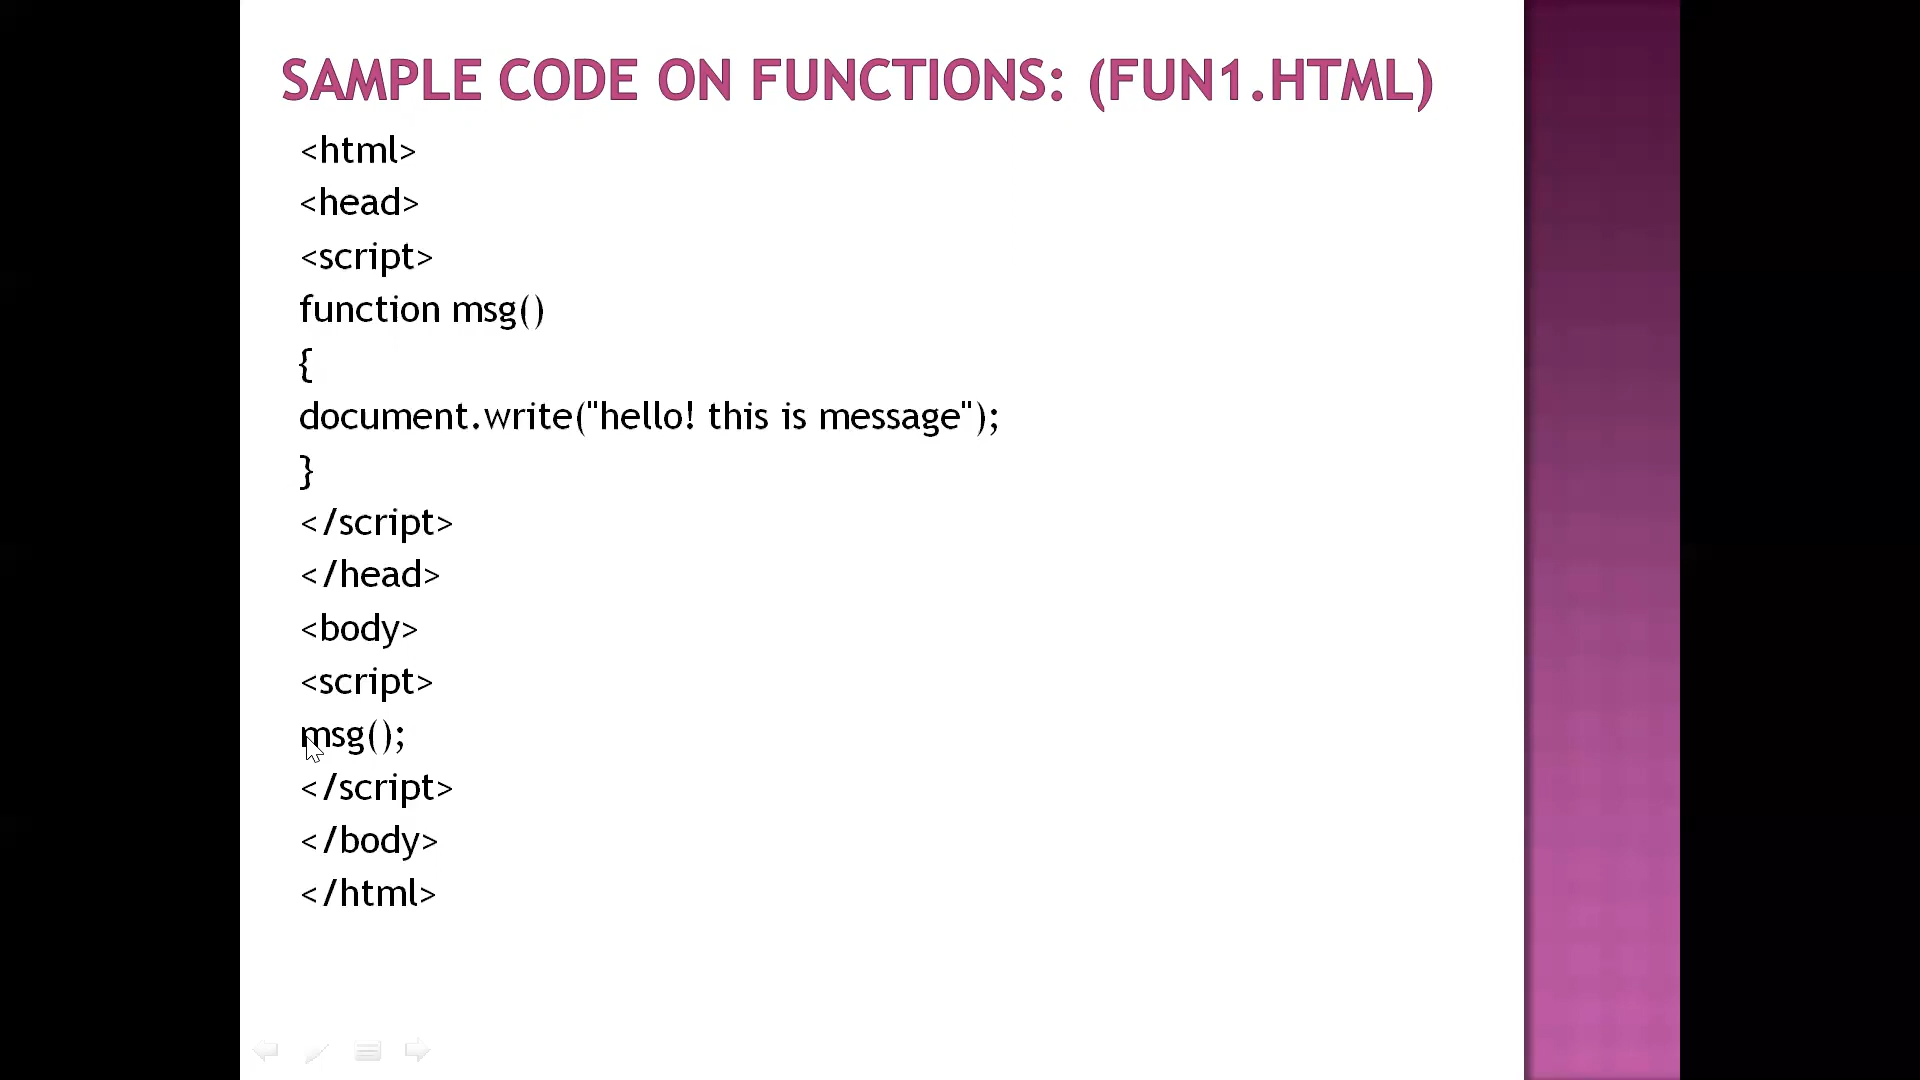 SAMPLE CODE ON FUNCTIONS: (FUN1.HTML)
<html>
<head>
<script>
function msg()
{
document.write("hello! this is message");
}
</script>
</head>
<body>
<script>
msg();
</script>
</body>
</html>